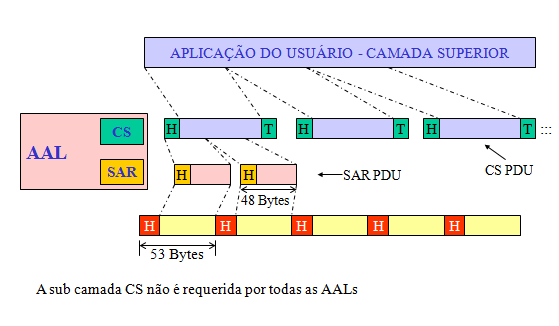 APLICAÇÃO DO USUÁRIO - CAMADA SUPERIOR
H T H T H T :::
CS
AAL
SAR
CS PDU
H H SAR PDU
48 Bytes
H H H H H
53 Bytes
A sub camada CS não é requerida por todas as AALs